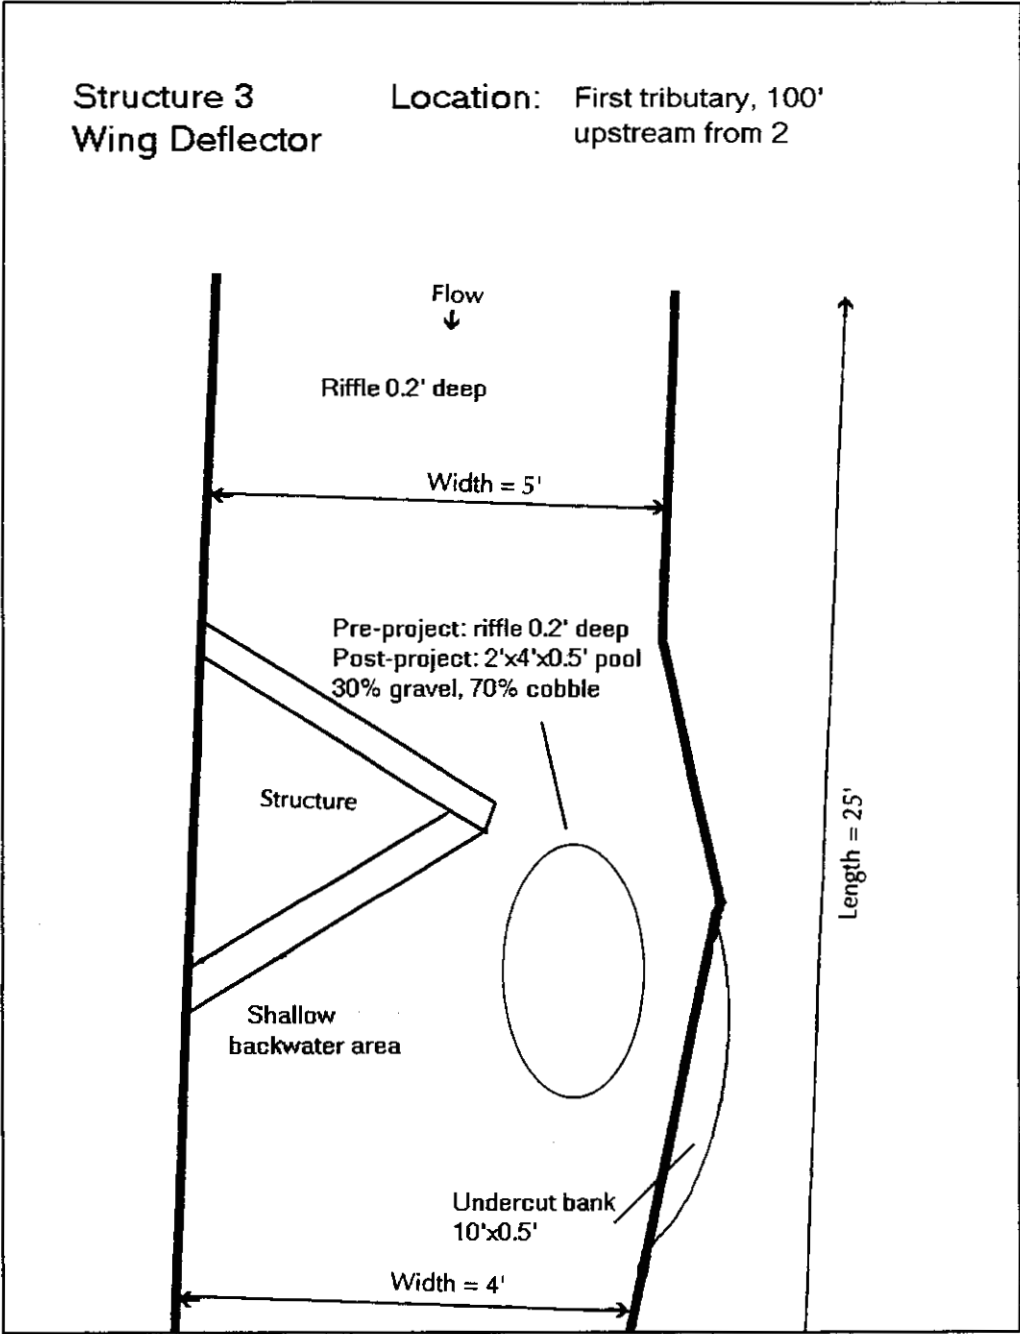 Structure 3
Wing Deflector
Location: First tributary, 100'
upstream from 2
Flow
Riffle 0.2' deep
Width = 5'
Pre-project: riffle 0.2' deep
Post-project: 2'x4'x0.5' pool
30% gravel, 70% cobble
Structure
Length = 25'
Shallow
backwater area
Undercut bank
10'x0.5'
Width = 4'